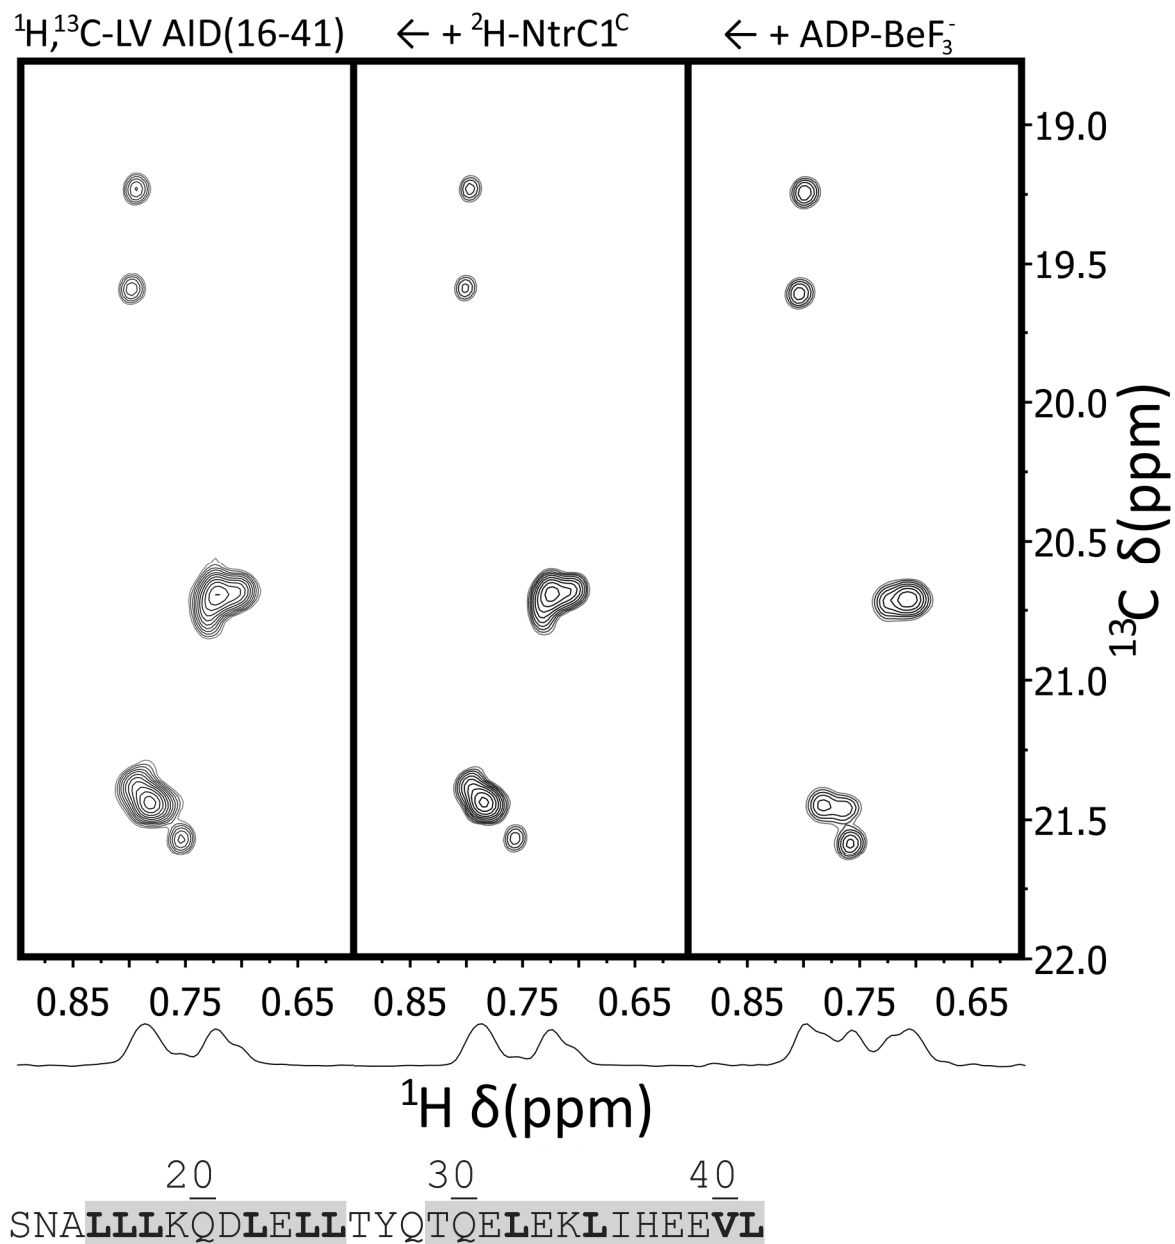 ¹H,¹³C-LV AID(16-41) ← + ²H-NtrC1ᶜ ← + ADP-BeF₃⁻
19.0
19.5
20.0
20.5
21.0
21.5
22.0
¹³C δ(ppm)
0.85 0.75 0.65 0.85 0.75 0.65 0.85 0.75 0.65
¹H δ(ppm)
20 30 40
SNALLLKQDLELLTYQTQELEKLIHEEVL